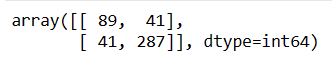 array([[ 89,  41],
       [ 41, 287]], dtype=int64)